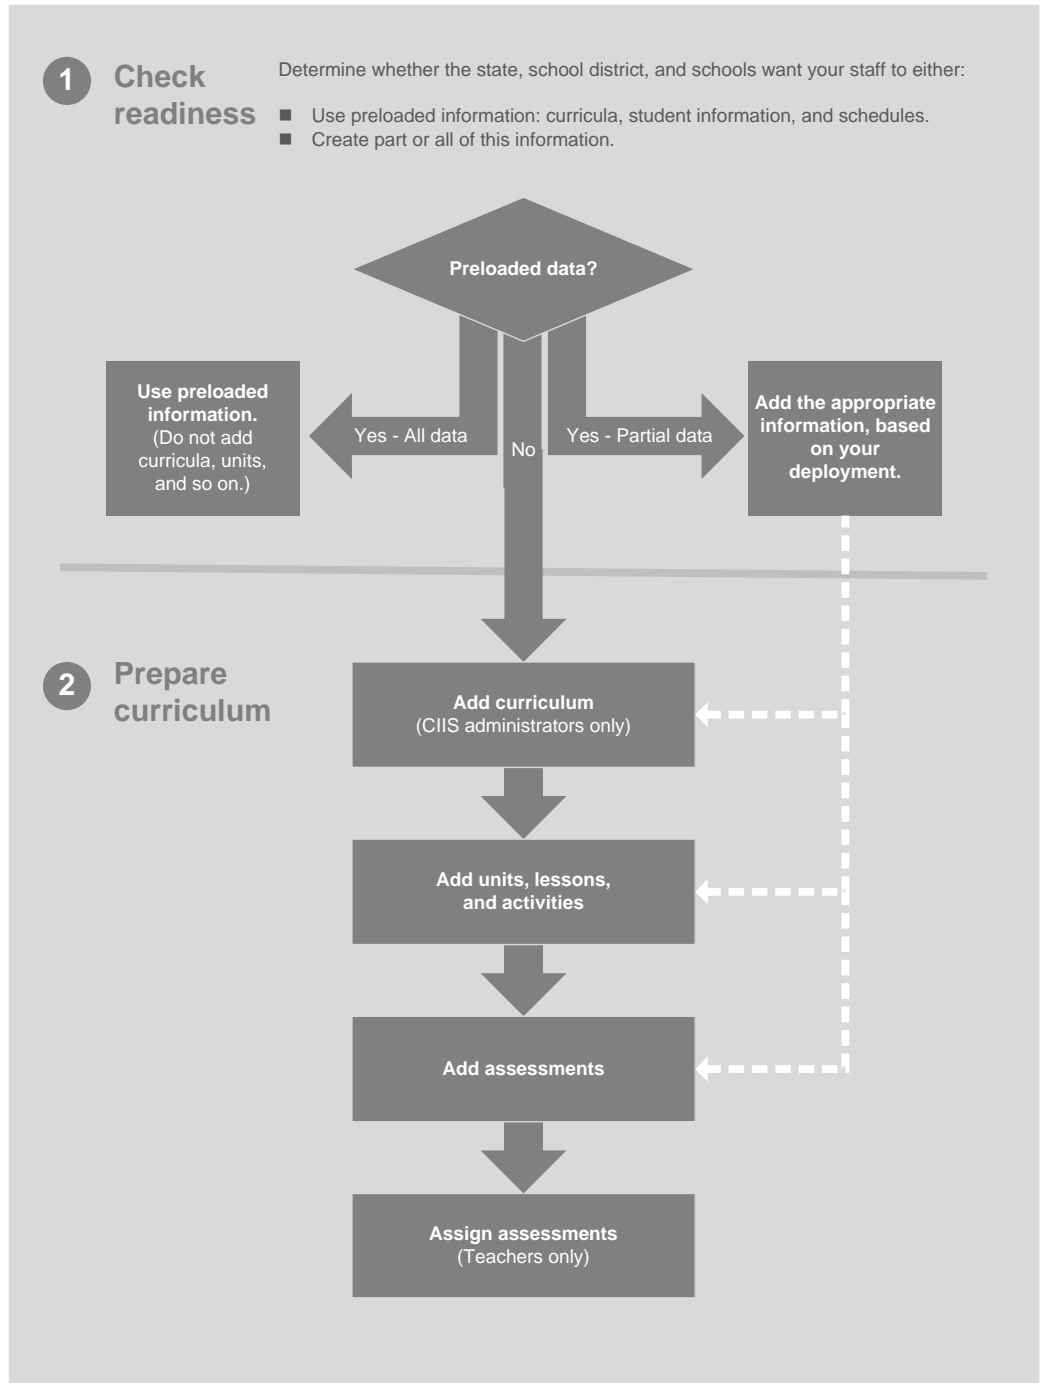 1
Check
readiness
Determine whether the state, school district, and schools want your staff to either:
■ Use preloaded information: curricula, student information, and schedules.
■ Create part or all of this information.
Preloaded data?
Use preloaded
information.
(Do not add
curricula, units,
and so on.)
Yes - All data
No
Yes - Partial data
Add the appropriate
information, based
on your
deployment.
2
Prepare
curriculum
Add curriculum
(CIIS administrators only)
Add units, lessons,
and activities
Add assessments
Assign assessments
(Teachers only)